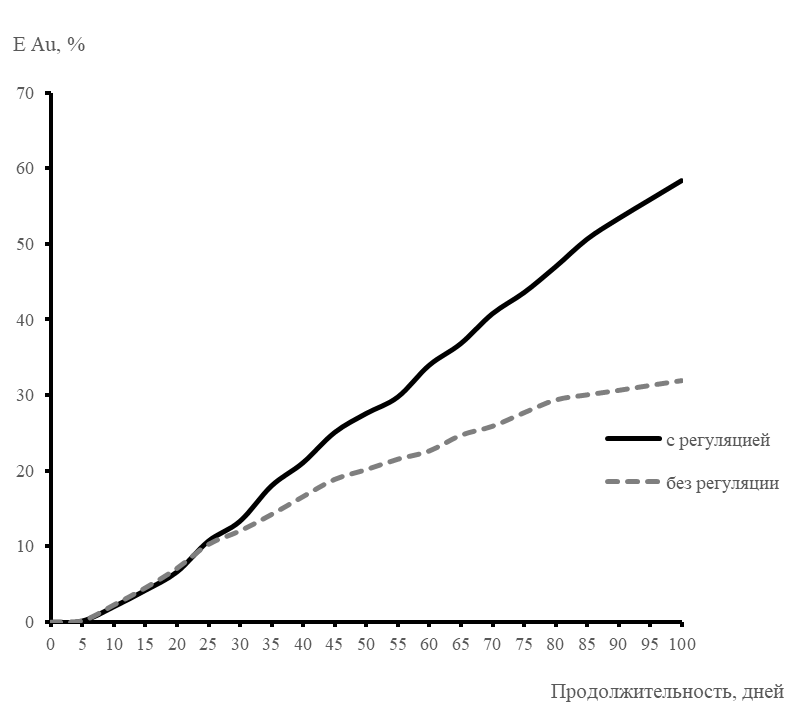 E Au, %
70
60
50
40
30
20
10
0
с регуляцией
без регуляции
0 5 10 15 20 25 30 35 40 45 50 55 60 65 70 75 80 85 90 95 100
Продолжительность, дней